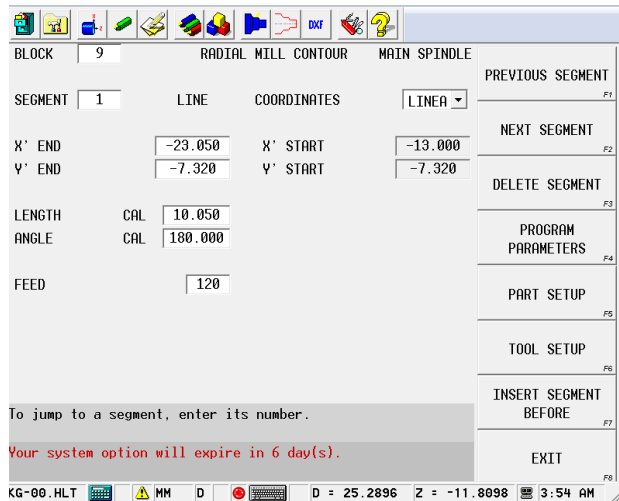 DXF
BLOCK 9 RADIAL MILL CONTOUR MAIN SPINDLE
PREVIOUS SEGMENT
F1
SEGMENT 1 LINE COORDINATES LINEA
NEXT SEGMENT
F2
X' END -23.050 X' START -13.000
Y' END -7.320 Y' START -7.320
DELETE SEGMENT
F3
LENGTH CAL 10.050
ANGLE CAL 180.000
PROGRAM
PARAMETERS
F4
FEED 120
PART SETUP
F5
TOOL SETUP
F6
INSERT SEGMENT
BEFORE
F7
To jump to a segment, enter its number.
Your system option will expire in 6 day(s).
EXIT
F8
KG-00.HLT MM D D = 25.2896 Z = -11.8098 3:54 AM